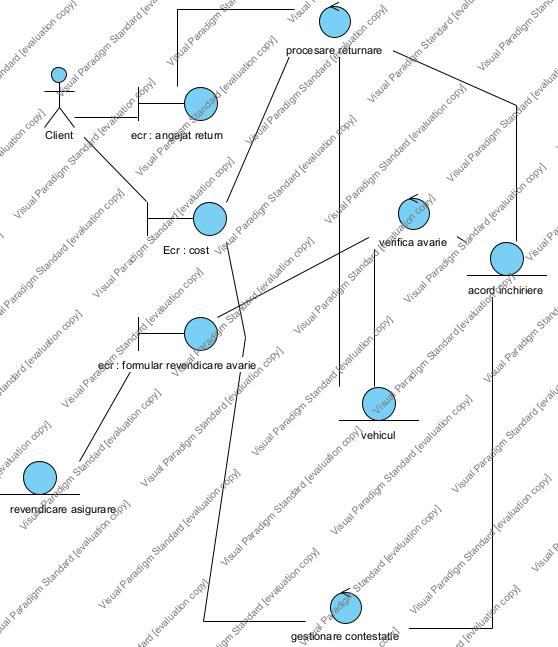 procesare returnare
Client
ecr : angajat return
Ecr : cost
verifica avarie
acord inchiriere
ecr : formular revendicare avarie
vehicul
revendicare asigurare
gestionare contestatie
Visual Paradigm Standard [evaluation copy]